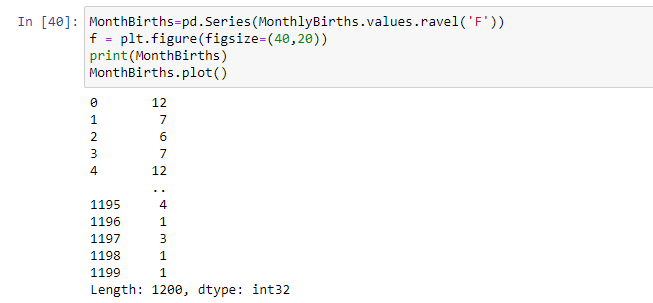 In [40]: MonthBirths=pd.Series(MonthlyBirths.values.ravel('F'))
f = plt.figure(figsize=(40,20))
print(MonthBirths)
MonthBirths.plot()
0 12
1 7
2 6
3 7
4 12
..
1195 4
1196 1
1197 3
1198 1
1199 1
Length: 1200, dtype: int32